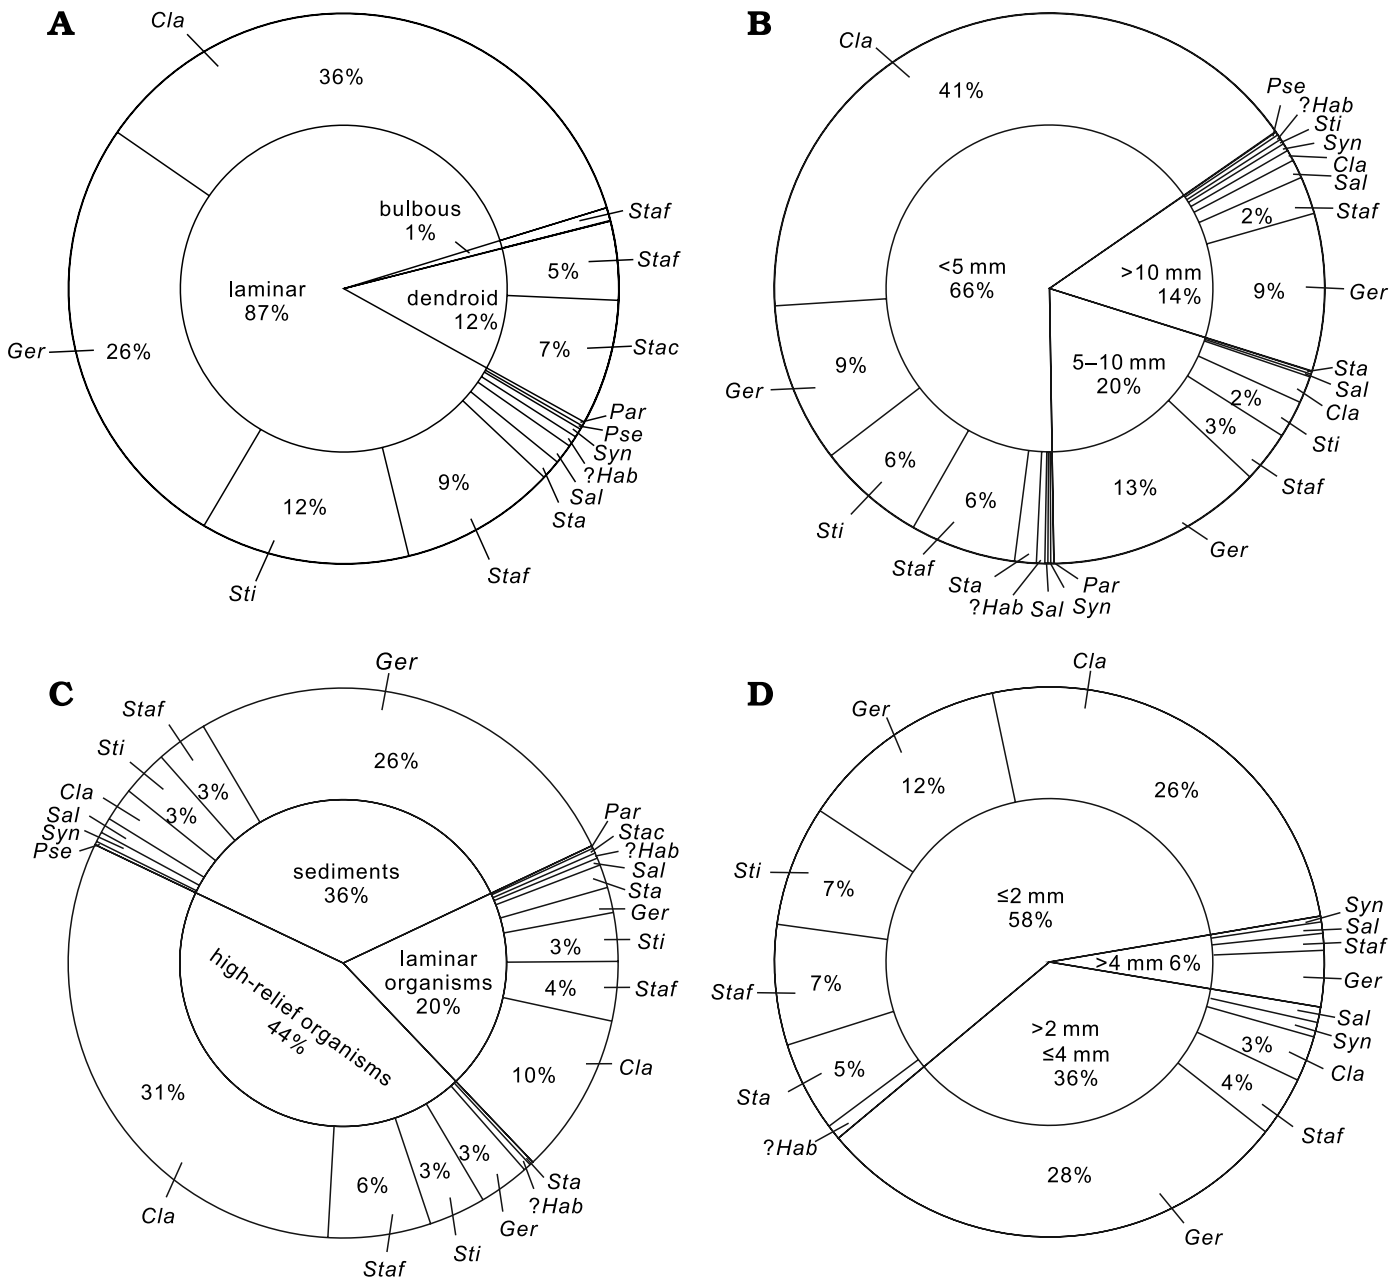 A
Cla
36%
bulbous
1%
Staf
Staf
5%
laminar
87%
dendroid
12%
Ger
26%
7%
Stac
Par
Pse
Syn
?Hab
Sal
Sta
9%
12%
Staf
Sti
B
Cla
41%
Pse
?Hab
Sti
Syn
Cla
Sal
Staf
2%
<5 mm
66%
>10 mm
14%
9%
Ger
5–10 mm
20%
Sta
Sal
Cla
2%
Sti
3%
Staf
9%
Ger
6%
Sti
6%
Staf
13%
Ger
Sta
?Hab
Sal
Syn
Par
C
Ger
26%
Staf
3%
Sti
3%
Cla
Sal
Syn
Pse
sediments
36%
Par
Stac
?Hab
Sal
Sta
Ger
3%
Sti
laminar
organisms
20%
4%
Staf
high-relief organisms
44%
10%
Cla
31%
Cla
6%
Staf
3%
Sti
3%
Ger
Sta
?Hab
D
Cla
26%
Ger
12%
Sti
7%
≤2 mm
58%
Syn
Sal
Staf
>4 mm 6%
Ger
Staf
7%
>2 mm
≤4 mm
36%
Sal
Syn
3%
Cla
4%
Staf
5%
Sta
?Hab
28%
Ger